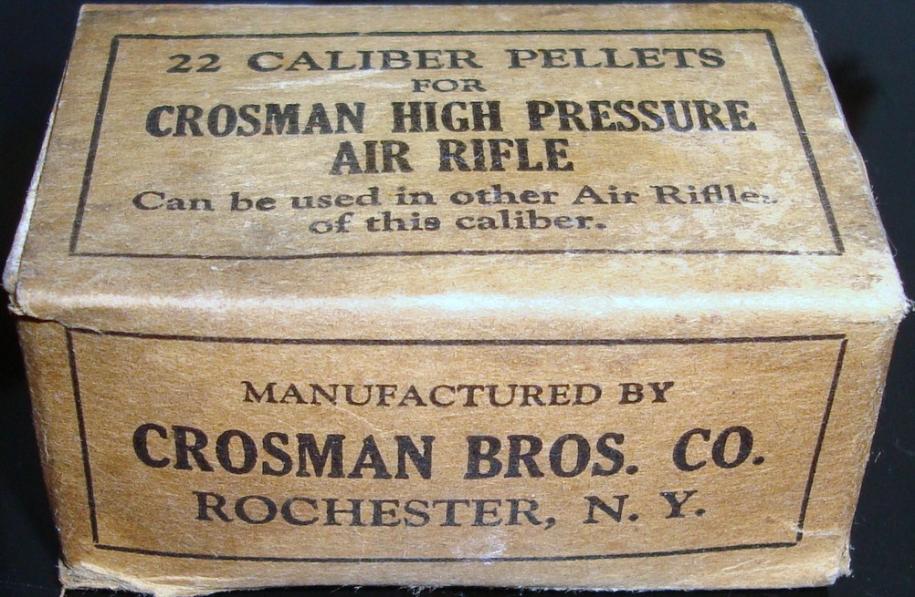 22 CALIBER PELLETS
FOR
CROSMAN HIGH PRESSURE
AIR RIFLE
Can be used in other Air Rifles
of this caliber.
MANUFACTURED BY
CROSMAN BROS. CO.
ROCHESTER, N. Y.